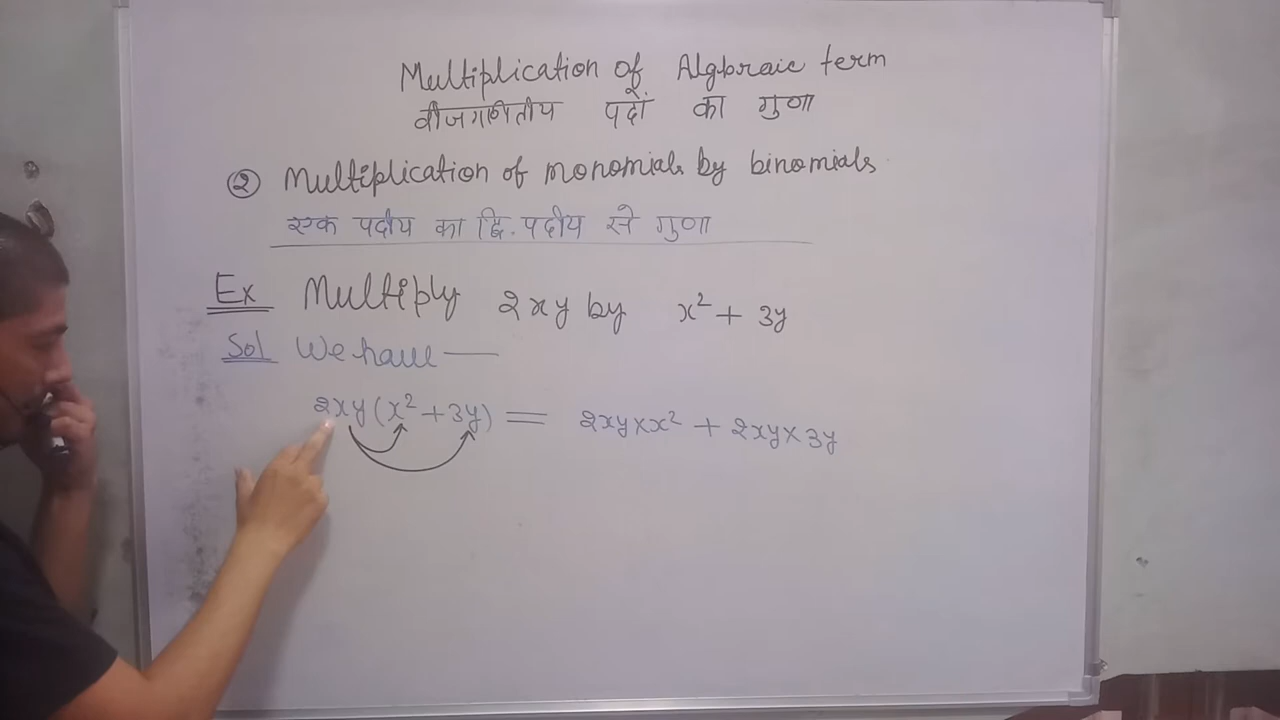 Multiplication of Algbraic term
वीजगणितीय पदों का गुणा
② Multiplication of monomials by binomials
एक पदीय का द्वि.पदीय से गुणा
Ex Multiply 2xy by x² + 3y
Sol We have —
2xy(x²+3y) = 2xy×x² + 2xy×3y